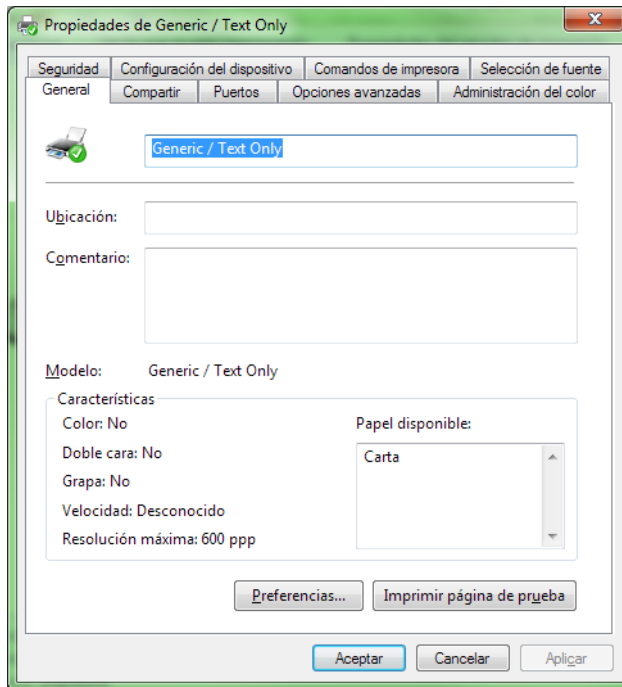 Propiedades de Generic / Text Only
Seguridad Configuración del dispositivo Comandos de impresora Selección de fuente
General Compartir Puertos Opciones avanzadas Administración del color
Generic / Text Only
Ubicación:
Comentario:
Modelo: Generic / Text Only
Características
Color: No
Doble cara: No
Grapa: No
Velocidad: Desconocido
Resolución máxima: 600 ppp
Papel disponible:
Carta
Preferencias... Imprimir página de prueba
Aceptar Cancelar Aplicar